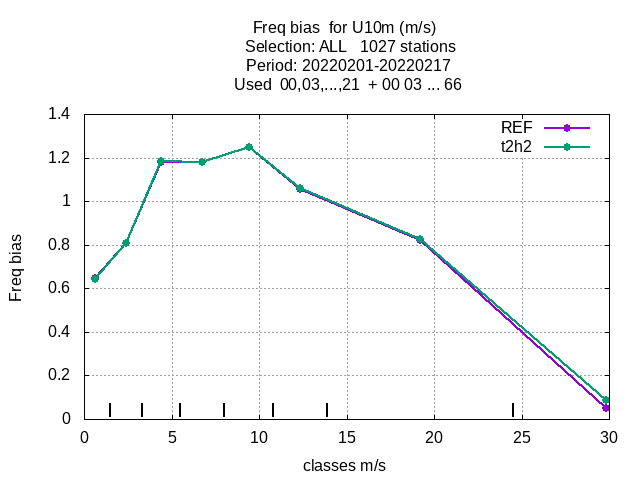 Freq bias  for U10m (m/s)
Selection: ALL   1027 stations
Period: 20220201-20220217
Used  00,03,...,21  + 00 03 ... 66
1.4
1.2
1
0.8
0.6
0.4
0.2
0
Freq bias
REF
t2h2
0 5 10 15 20 25 30
classes m/s